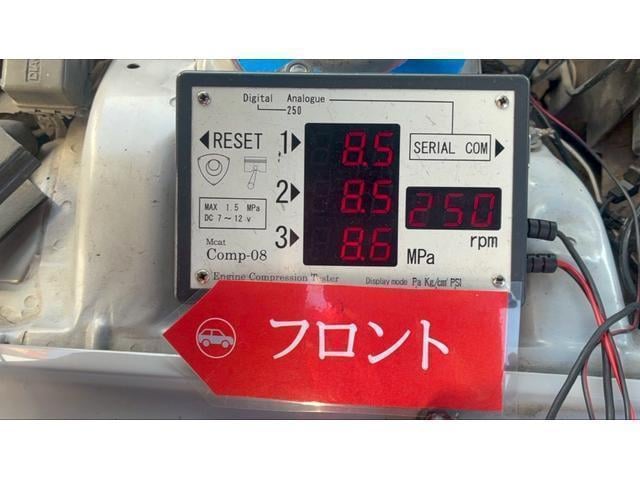 Digital Analogue
250
◀RESET 1▶ 8.5
SERIAL COM▶
2▶ 8.5
250
rpm
MAX 1.5 MPa
DC 7～12 v
3▶ 8.6
MPa
Mcat
Comp-08
Engine Compression Tester
Display mode Pa Kg/cm² PSI
フロント